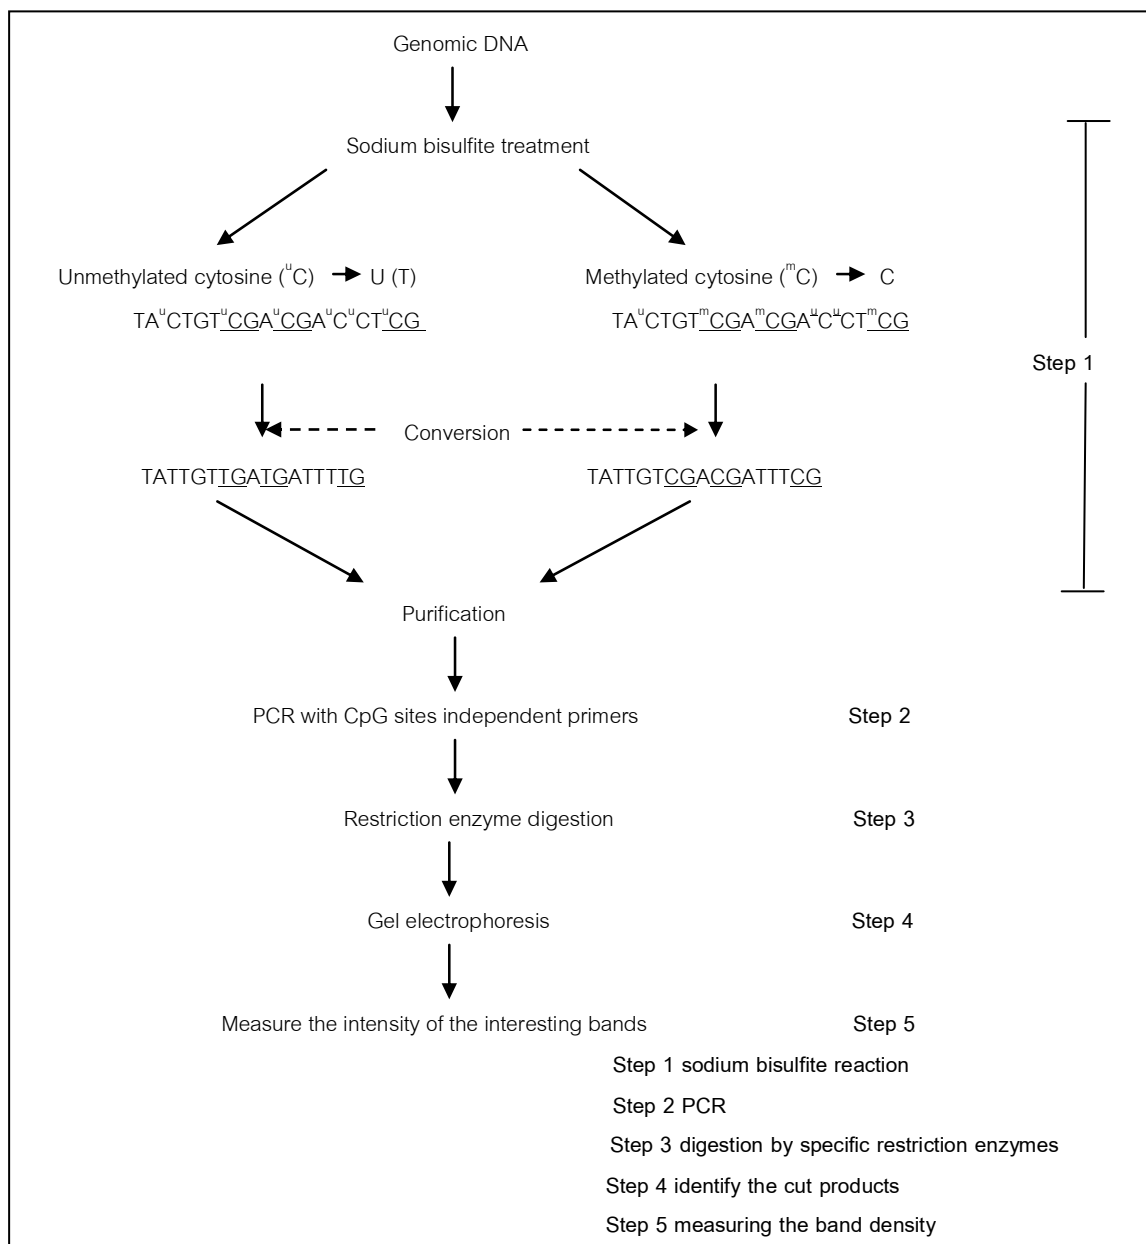 Genomic DNA
Sodium bisulfite treatment
Unmethylated cytosine (ᵘC) → U (T)
Methylated cytosine (ᵐC) → C
TAᵘCTGTᵘCGAᵘCGAᵘCᵘCTᵘCG
TAᵘCTGTᵐCGAᵐCGAᵘCᵘCTᵐCG
Step 1
Conversion
TATTGTTGATGATTTTG
TATTGTCGACGATTTCG
Purification
PCR with CpG sites independent primers Step 2
Restriction enzyme digestion Step 3
Gel electrophoresis Step 4
Measure the intensity of the interesting bands Step 5
Step 1 sodium bisulfite reaction
Step 2 PCR
Step 3 digestion by specific restriction enzymes
Step 4 identify the cut products
Step 5 measuring the band density